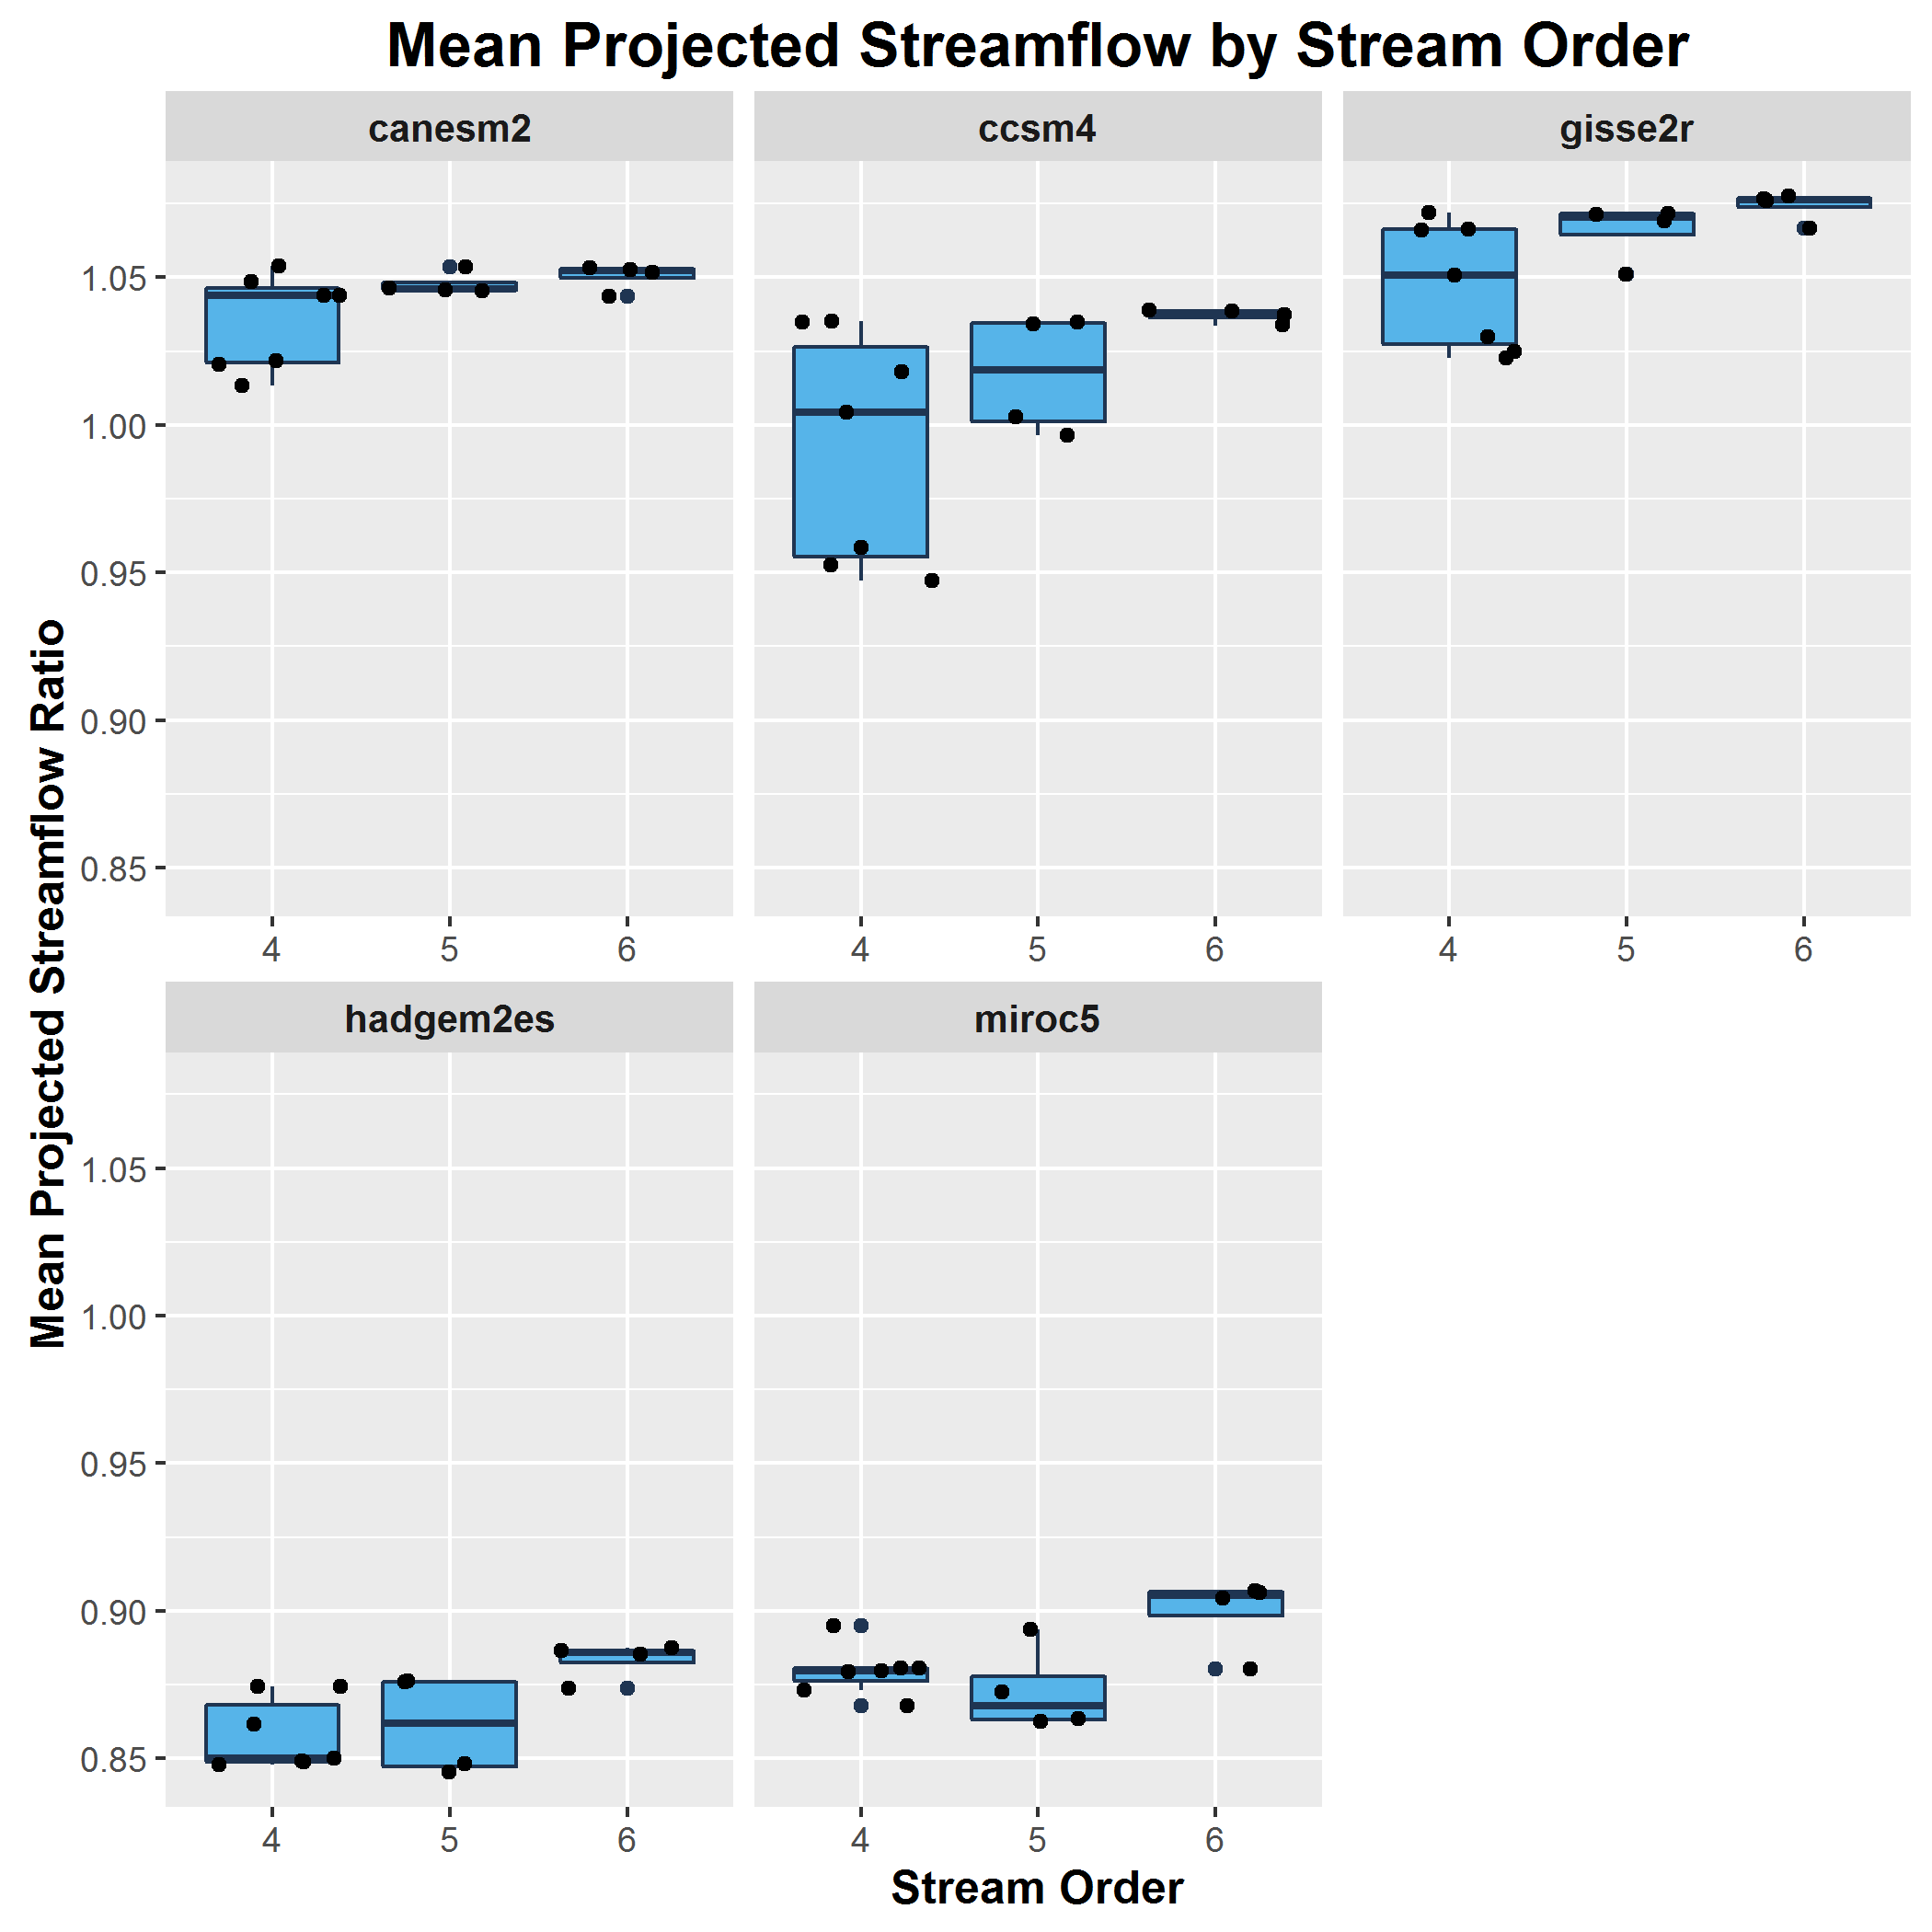 Mean Projected Streamflow by Stream Order
canesm2
ccsm4
gisse2r
1.05
1.00
0.95
0.90
0.85
4 5 6
4 5 6
4 5 6
Mean Projected Streamflow Ratio
hadgem2es
miroc5
1.05
1.00
0.95
0.90
0.85
4 5 6
4 5 6
Stream Order